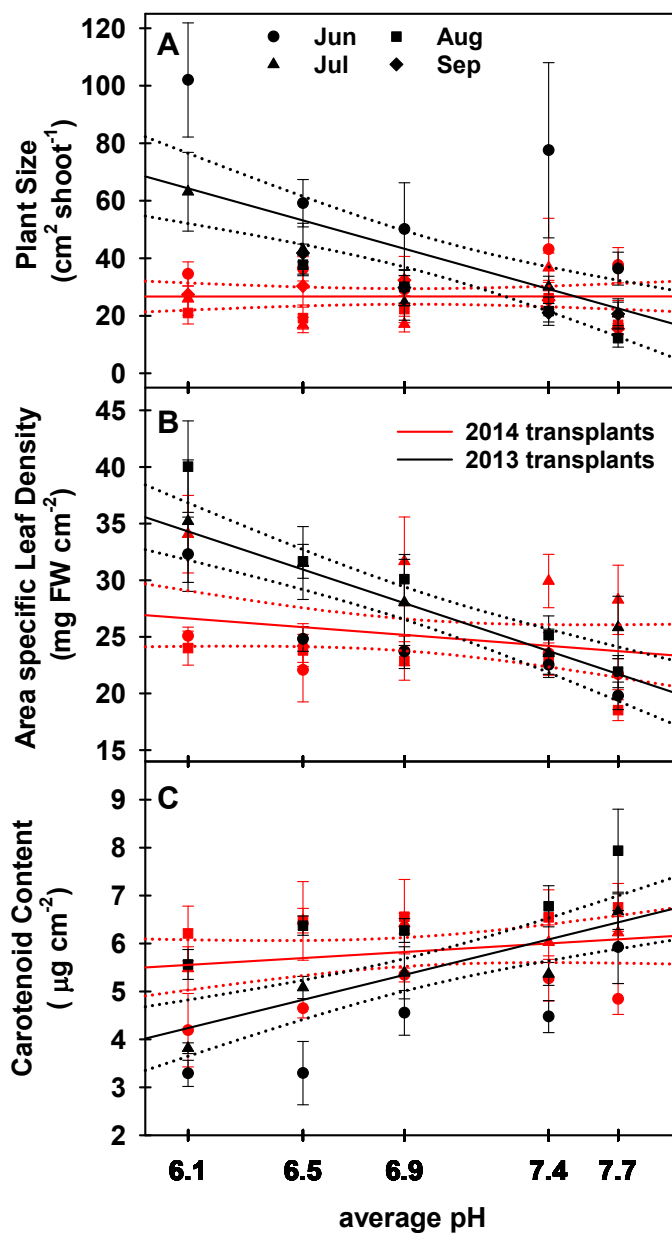 A
Jun
Aug
Jul
Sep
120
100
80
60
40
20
0
Plant Size
(cm² shoot⁻¹)
B
2014 transplants
2013 transplants
45
40
35
30
25
20
15
Area specific Leaf Density
(mg FW cm⁻²)
C
9
8
7
6
5
4
3
2
Carotenoid Content
( µg cm⁻²)
6.1 6.5 6.9 7.4 7.7
average pH